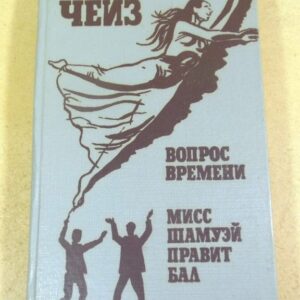 ЧЕЙЗ
ВОПРОС
ВРЕМЕНИ
МИСС
ШАМУЭЙ
ПРАВИТ
БАЛ